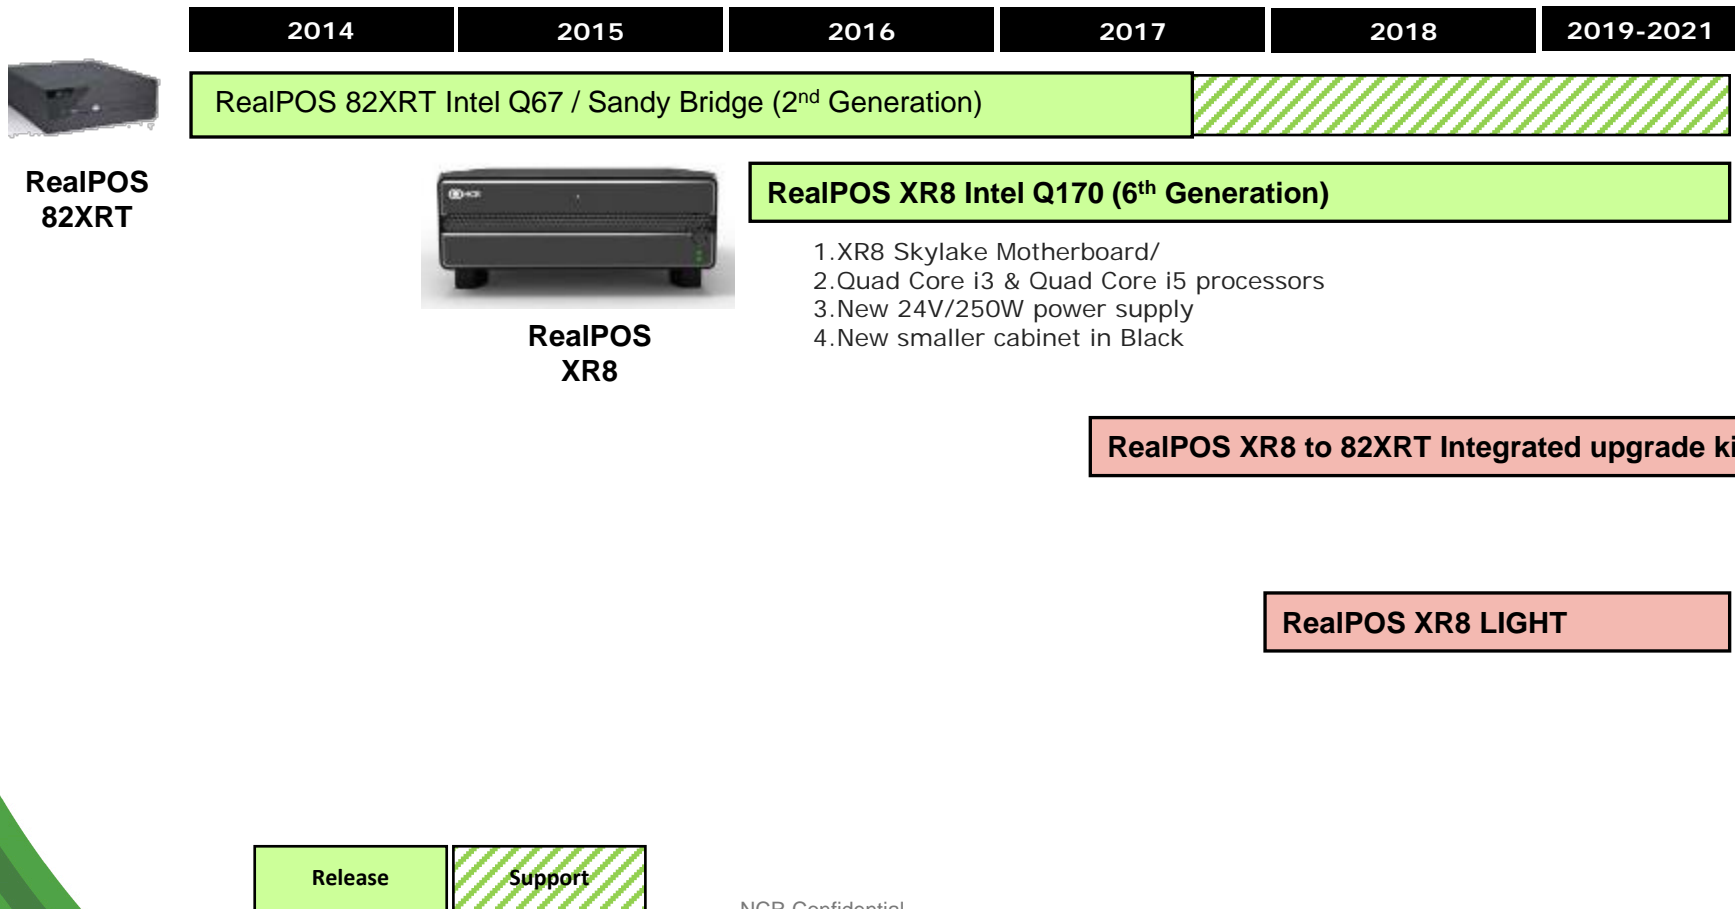 2014 2015 2016 2017 2018 2019-2021
RealPOS 82XRT Intel Q67 / Sandy Bridge (2nd Generation)
RealPOS
82XRT
NCR
RealPOS XR8 Intel Q170 (6th Generation)
1.XR8 Skylake Motherboard/
2.Quad Core i3 & Quad Core i5 processors
3.New 24V/250W power supply
4.New smaller cabinet in Black
RealPOS
XR8
RealPOS XR8 to 82XRT Integrated upgrade ki
RealPOS XR8 LIGHT
Release Support
NCR Confidential